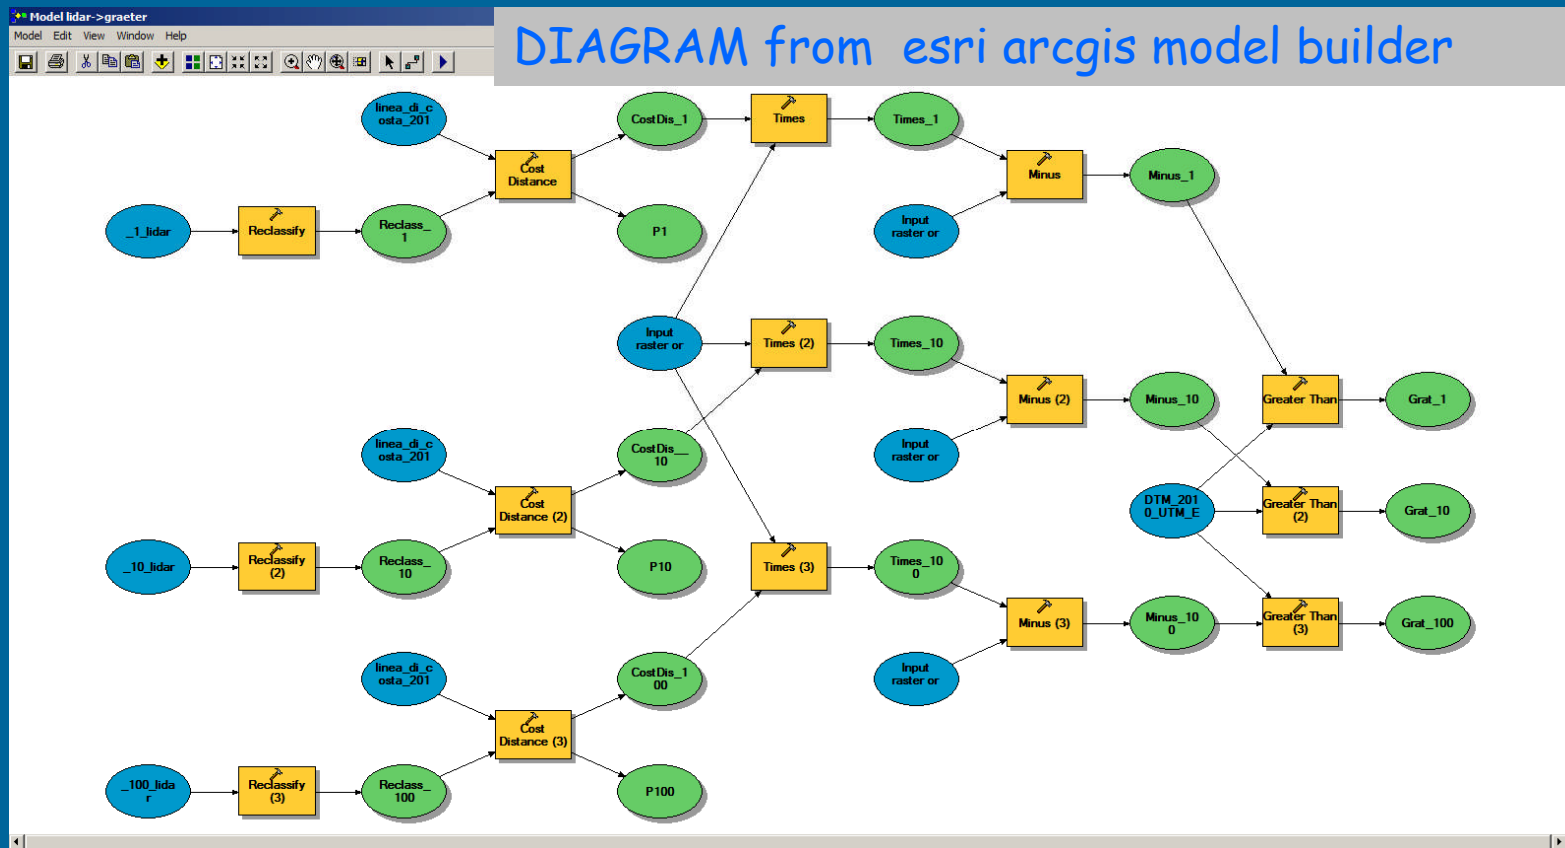 Model lidar->graeter
Model Edit View Window Help
DIAGRAM from esri arcgis model builder
linea_di_c
osta_201
CostDis_1
Times
Times_1
Cost
Distance
Minus
Minus_1
_1_lidar
Reclassify
Reclass_
1
P1
Input
raster or
Input
raster or
Times (2)
Times_10
Minus (2)
Minus_10
Greater Than
Grat_1
linea_di_c
osta_201
CostDis__
10
Input
raster or
Cost
Distance (2)
DTM_201
0_UTM_E
Greater Than
(2)
Grat_10
_10_lidar
Reclassify
(2)
Reclass_
10
P10
Times (3)
Times_10
0
Minus (3)
Minus_10
0
Greater Than
(3)
Grat_100
linea_di_c
osta_201
CostDis_1
00
Input
raster or
Cost
Distance (3)
_100_lida
r
Reclassify
(3)
Reclass_
100
P100